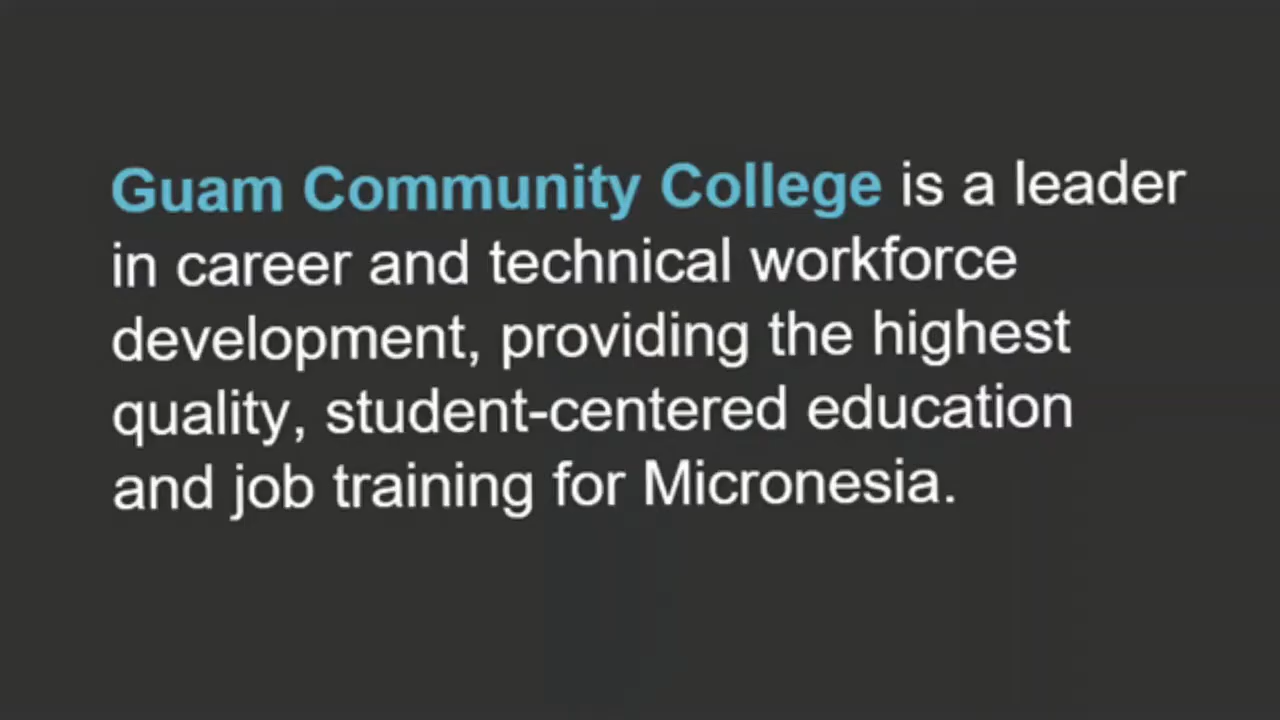 Guam Community College is a leader
in career and technical workforce
development, providing the highest
quality, student-centered education
and job training for Micronesia.